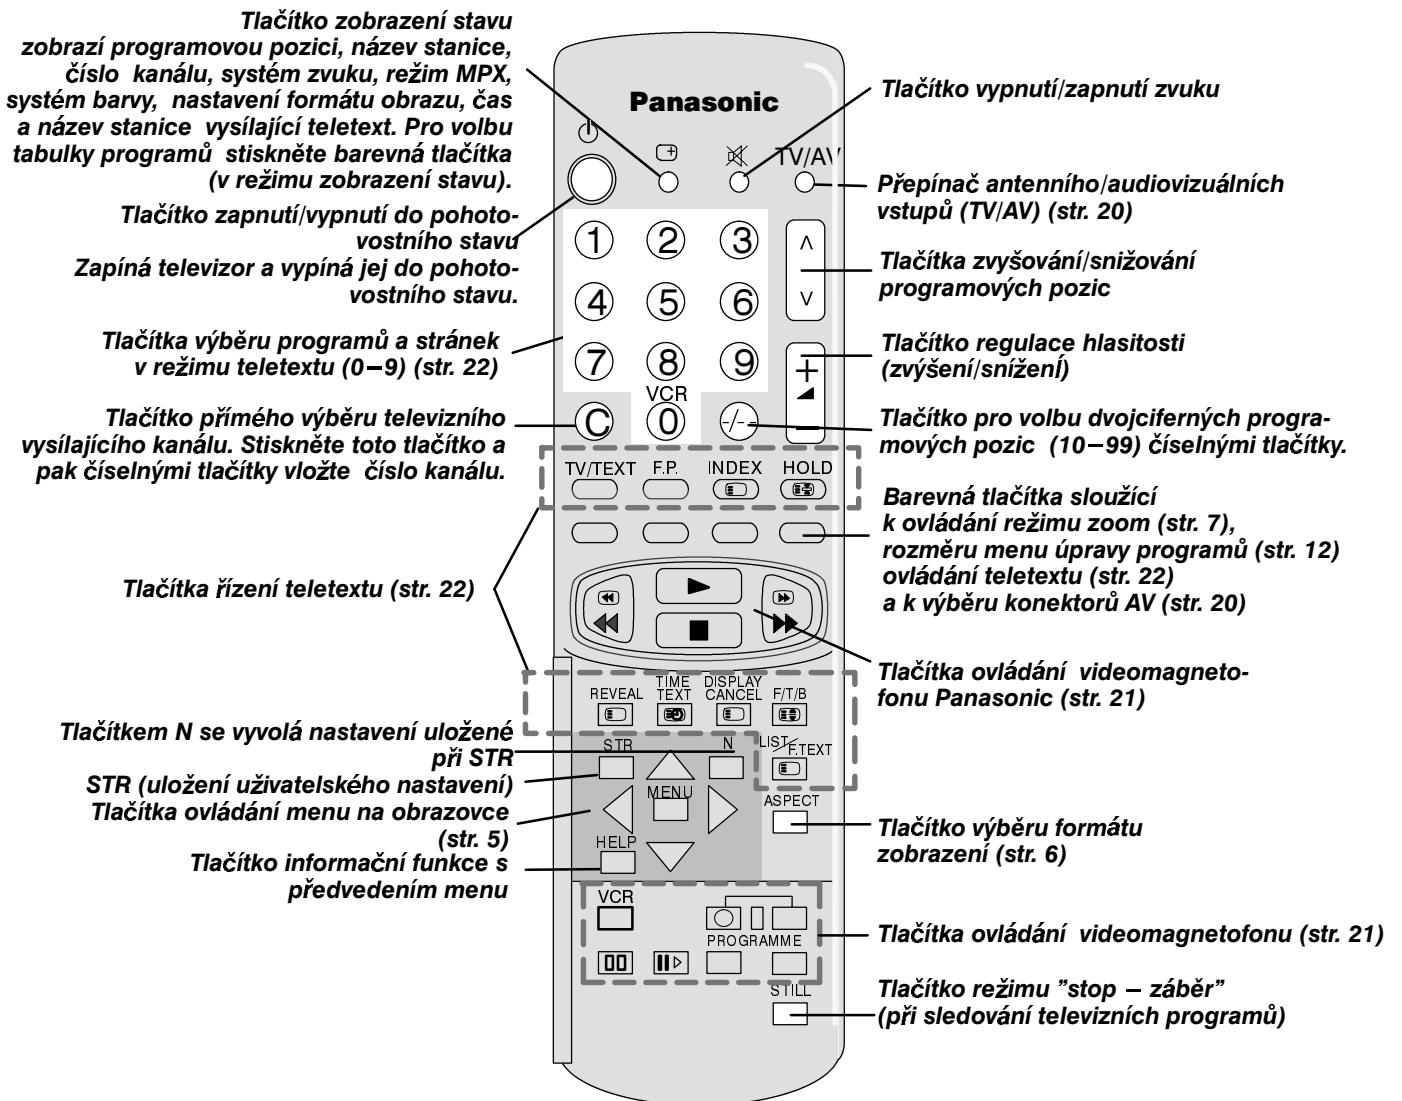 Tlačítko zobrazení stavu
zobrazí programovou pozici, název stanice,
číslo kanálu, systém zvuku, režim MPX,
systém barvy, nastavení formátu obrazu, čas
a název stanice vysílající teletext. Pro volbu
tabulky programů stiskněte barevná tlačítka
(v režimu zobrazení stavu).
Tlačítko zapnutí/vypnutí do pohoto-
vostního stavu
Zapíná televizor a vypíná jej do pohoto-
vostního stavu.
Tlačítka výběru programů a stránek
v režimu teletextu (0–9) (str. 22)
Tlačítko přímého výběru televizního
vysílajícího kanálu. Stiskněte toto tlačítko a
pak číselnými tlačítky vložte číslo kanálu.
Tlačítka řízení teletextu (str. 22)
Tlačítkem N se vyvolá nastavení uložené
při STR
STR (uložení uživatelského nastavení)
Tlačítka ovládání menu na obrazovce
(str. 5)
Tlačítko informační funkce s
předvedením menu
Panasonic
TV/AV
1 2 3
4 5 6
7 8 9
VCR
C 0 -/--
TV/TEXT F.P. INDEX HOLD
REVEAL TIME TEXT DISPLAY CANCEL F/T/B
STR N LIST/F.TEXT
MENU
ASPECT
HELP
VCR
PROGRAMME
STILL
Tlačítko vypnutí/zapnutí zvuku
Přepínač antenního/audiovizuálních
vstupů (TV/AV) (str. 20)
Tlačítka zvyšování/snižování
programových pozic
Tlačítko regulace hlasitosti
(zvýšení/snížení)
Tlačítko pro volbu dvojciferných progra-
mových pozic (10–99) číselnými tlačítky.
Barevná tlačítka sloužící
k ovládání režimu zoom (str. 7),
rozměru menu úpravy programů (str. 12)
ovládání teletextu (str. 22)
a k výběru konektorů AV (str. 20)
Tlačítka ovládání videomagneto-
fonu Panasonic (str. 21)
Tlačítko výběru formátu
zobrazení (str. 6)
Tlačítka ovládání videomagnetofonu (str. 21)
Tlačítko režimu ”stop – záběr”
(při sledování televizních programů)